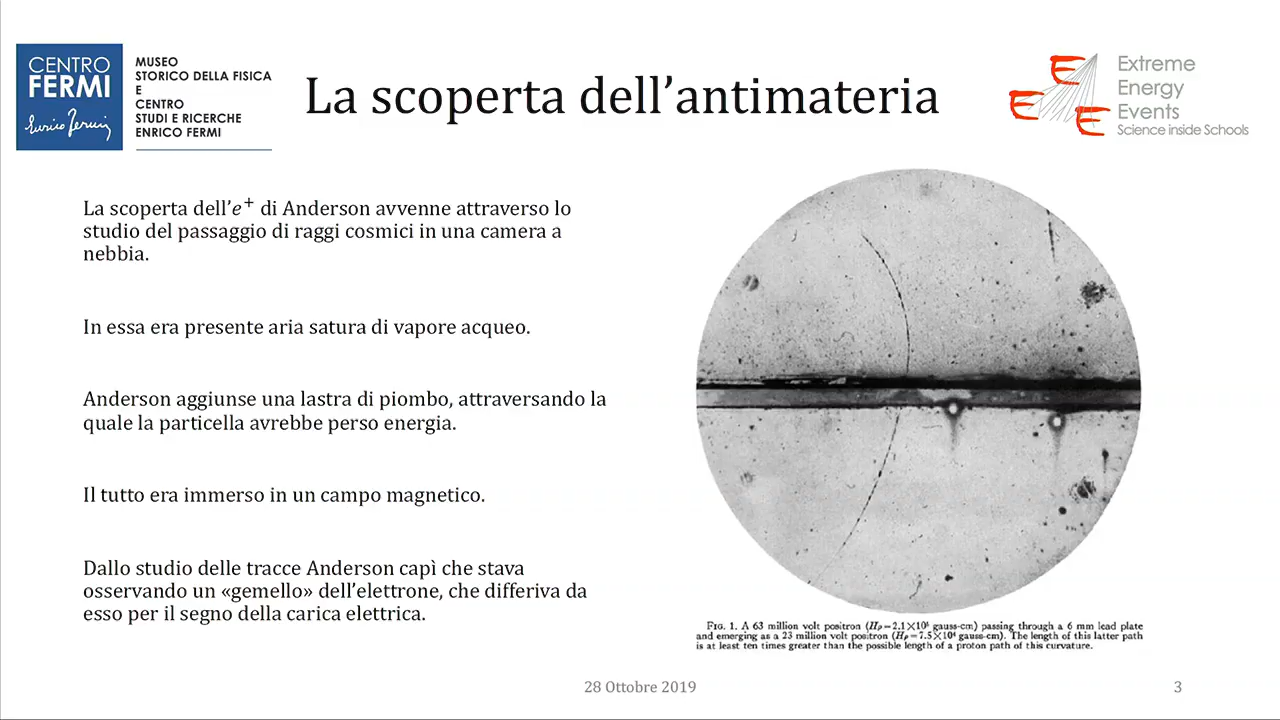 CENTRO
FERMI
Enrico Fermi
MUSEO
STORICO DELLA FISICA
E
CENTRO
STUDI E RICERCHE
ENRICO FERMI
La scoperta dell’antimateria
E
E
E
Extreme
Energy
Events
Science inside Schools
La scoperta dell’e⁺ di Anderson avvenne attraverso lo
studio del passaggio di raggi cosmici in una camera a
nebbia.
In essa era presente aria satura di vapore acqueo.
Anderson aggiunse una lastra di piombo, attraversando la
quale la particella avrebbe perso energia.
Il tutto era immerso in un campo magnetico.
Dallo studio delle tracce Anderson capì che stava
osservando un «gemello» dell’elettrone, che differiva da
esso per il segno della carica elettrica.
FIG. 1. A 63 million volt positron (Hρ=2.1×10⁵ gauss-cm) passing through a 6 mm lead plate
and emerging as a 23 million volt positron (Hρ=7.5×10⁴ gauss-cm). The length of this latter path
is at least ten times greater than the possible length of a proton path of this curvature.
28 Ottobre 2019
3